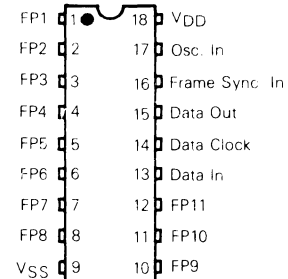 FP1 1 18 VDD
FP2 2 17 Osc. In
FP3 3 16 Frame Sync In
FP4 4 15 Data Out
FP5 5 14 Data Clock
FP6 6 13 Data In
FP7 7 12 FP11
FP8 8 11 FP10
VSS 9 10 FP9